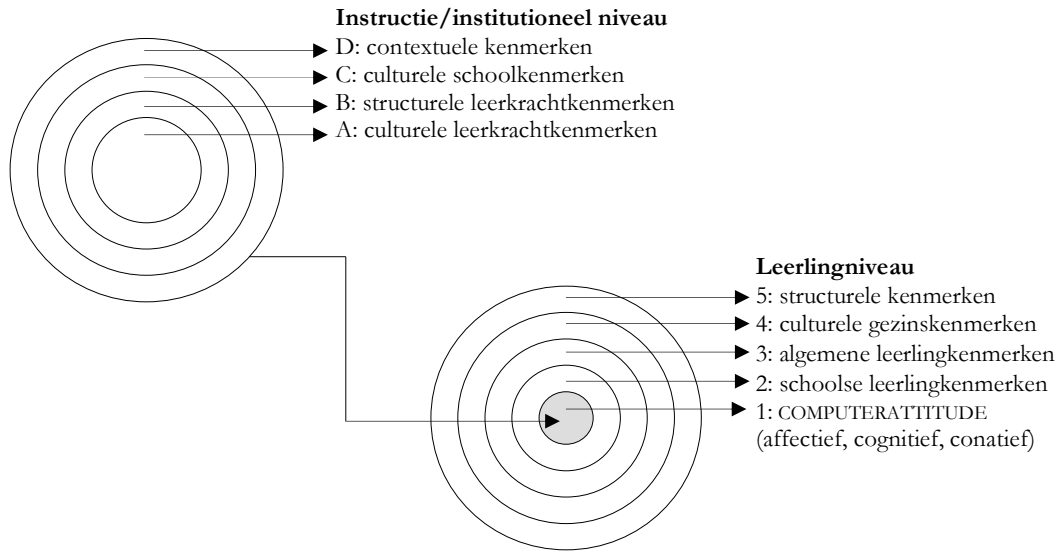 Instructie/institutioneel niveau
D: contextuele kenmerken
C: culturele schoolkenmerken
B: structurele leerkrachtkenmerken
A: culturele leerkrachtkenmerken
Leerlingniveau
5: structurele kenmerken
4: culturele gezinskenmerken
3: algemene leerlingkenmerken
2: schoolse leerlingkenmerken
1: COMPUTERATTITUDE
(affectief, cognitief, conatief)